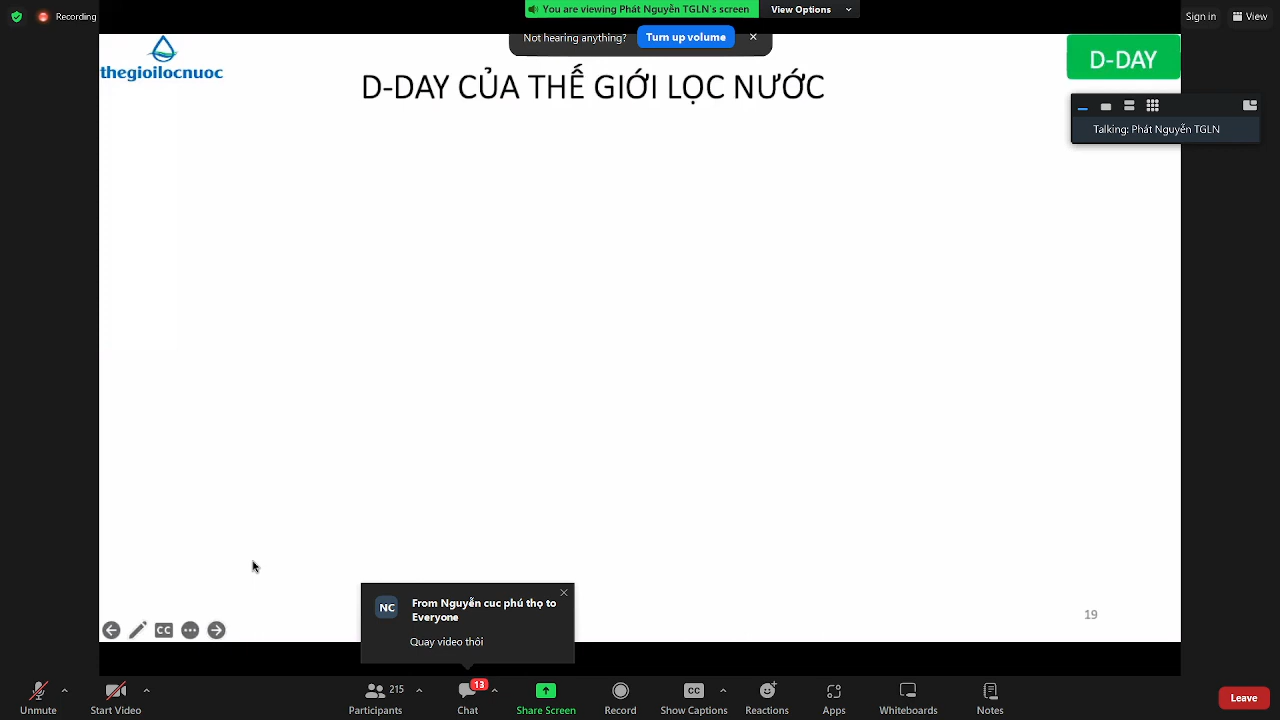 You are viewing Phát Nguyễn TGLN's screen
View Options
Recording
Sign in
View
Not hearing anything?
Turn up volume
thegioilocnuoc
D-DAY CỦA THẾ GIỚI LỌC NƯỚC
D-DAY
Talking: Phát Nguyễn TGLN
NC
From Nguyễn cuc phú thọ to
Everyone
Quay video thôi
19
CC
215
13
CC
Unmute
Start Video
Participants
Chat
Share Screen
Record
Show Captions
Reactions
Apps
Whiteboards
Notes
Leave